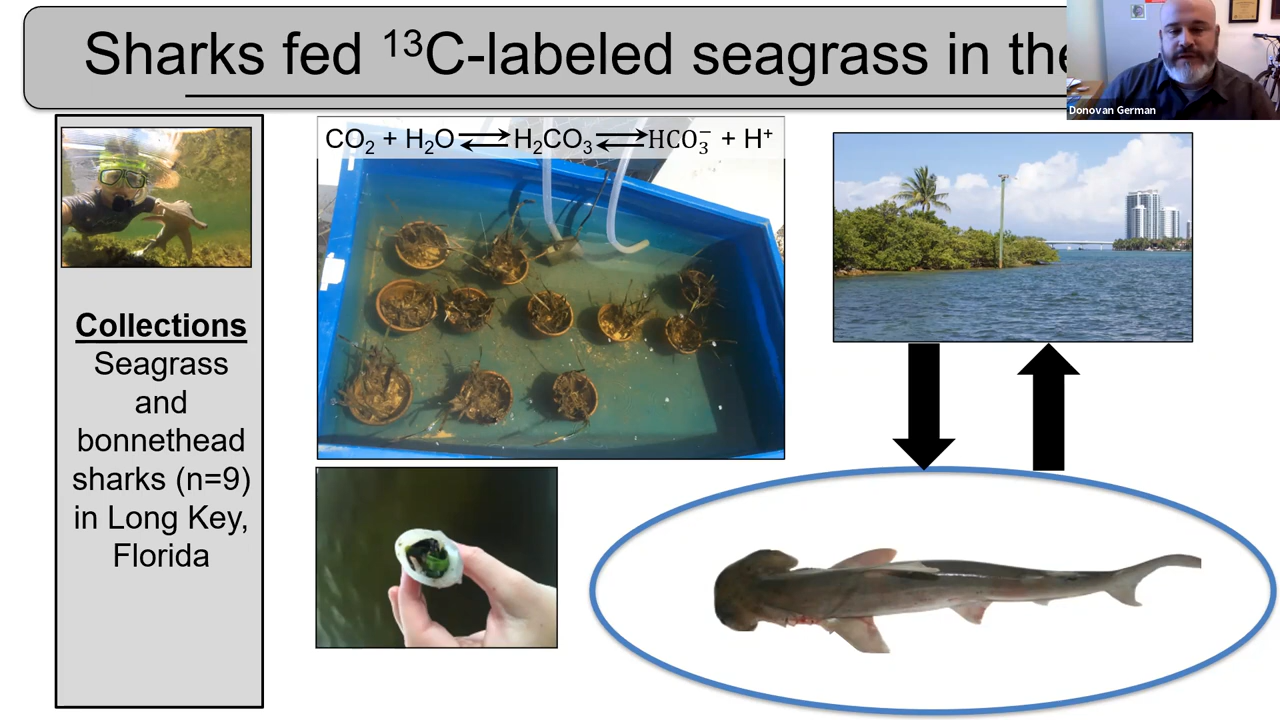 Sharks fed ¹³C-labeled seagrass in the
Donovan German
CO₂ + H₂O ⇌ H₂CO₃ ⇌ HCO₃⁻ + H⁺
Collections
Seagrass
and
bonnethead
sharks (n=9)
in Long Key,
Florida